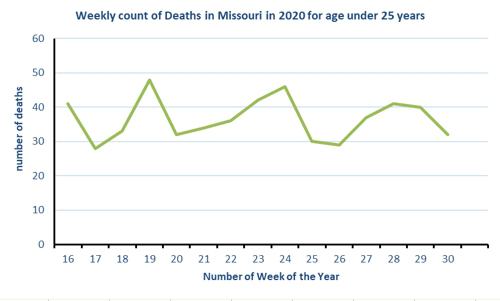 Weekly count of Deaths in Missouri in 2020 for age under 25 years
60
50
40
30
20
10
0
number of deaths
16 17 18 19 20 21 22 23 24 25 26 27 28 29 30
Number of Week of the Year